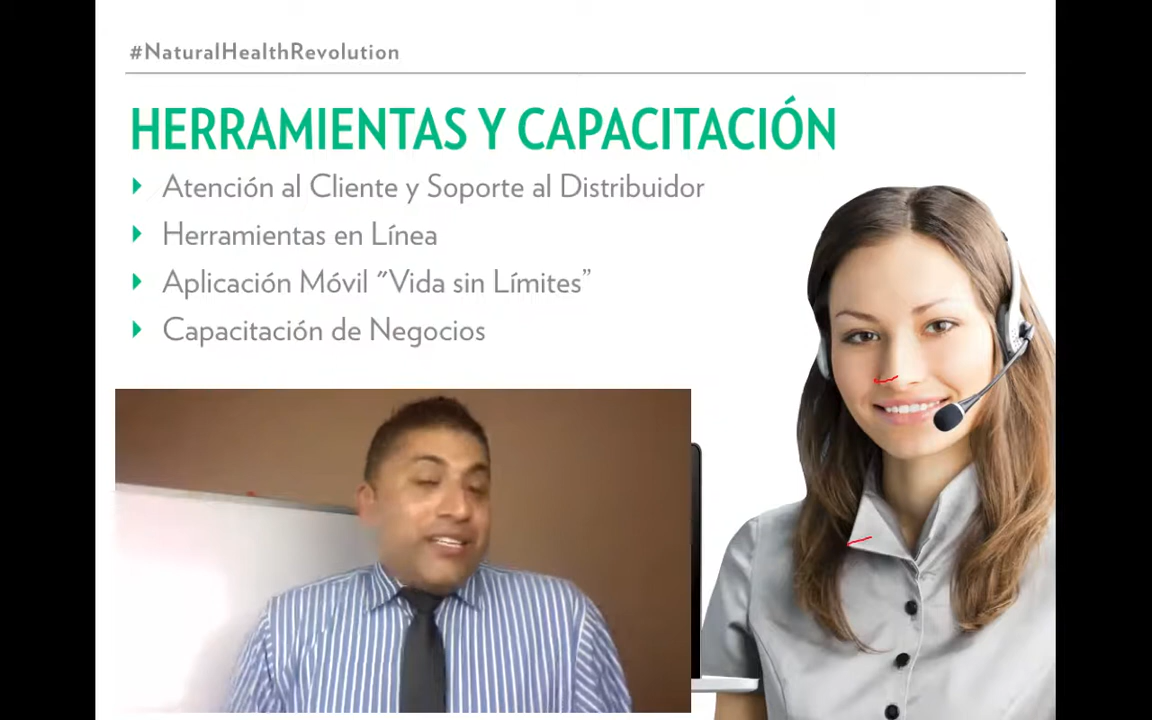 #NaturalHealthRevolution
HERRAMIENTAS Y CAPACITACIÓN
Atención al Cliente y Soporte al Distribuidor
Herramientas en Línea
Aplicación Móvil "Vida sin Límites"
Capacitación de Negocios